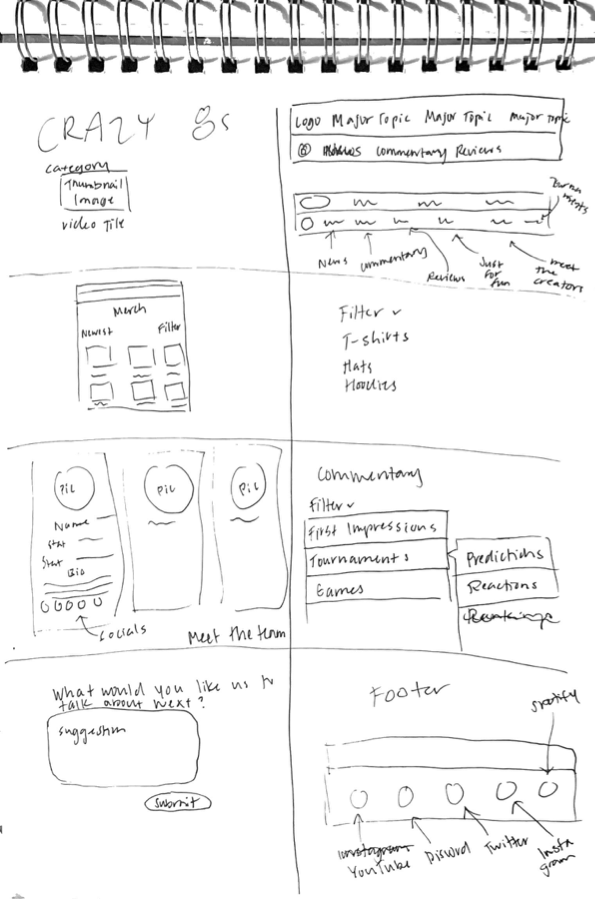 CRAZY 8s
category
Thumbnail
Image
video Title
Logo Major Topic Major Topic major topic
commentary Reviews
News
commentary
Reviews
Just
for
fun
meet
the
creators
Merch
Newest Filter
Filter
T-shirts
Hats
Hoodies
Pic Pic Pic
Name
Stat
Stat
Bio
socials
Meet the team
Commentary
Filter
First Impressions
Tournaments
Games
Predictions
Reactions
Rankings
What would you like us to
talk about next?
suggestion
submit
Footer
spotify
instagram
YouTube
Discord
Twitter
Insta
gram